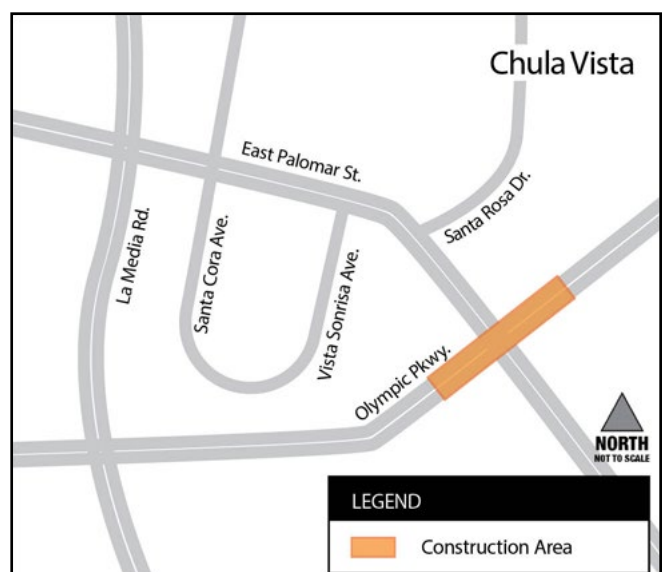 Chula Vista
East Palomar St.
Santa Rosa Dr.
La Media Rd.
Santa Cora Ave.
Vista Sonrisa Ave.
Olympic Pkwy.
NORTH
NOT TO SCALE
LEGEND
Construction Area